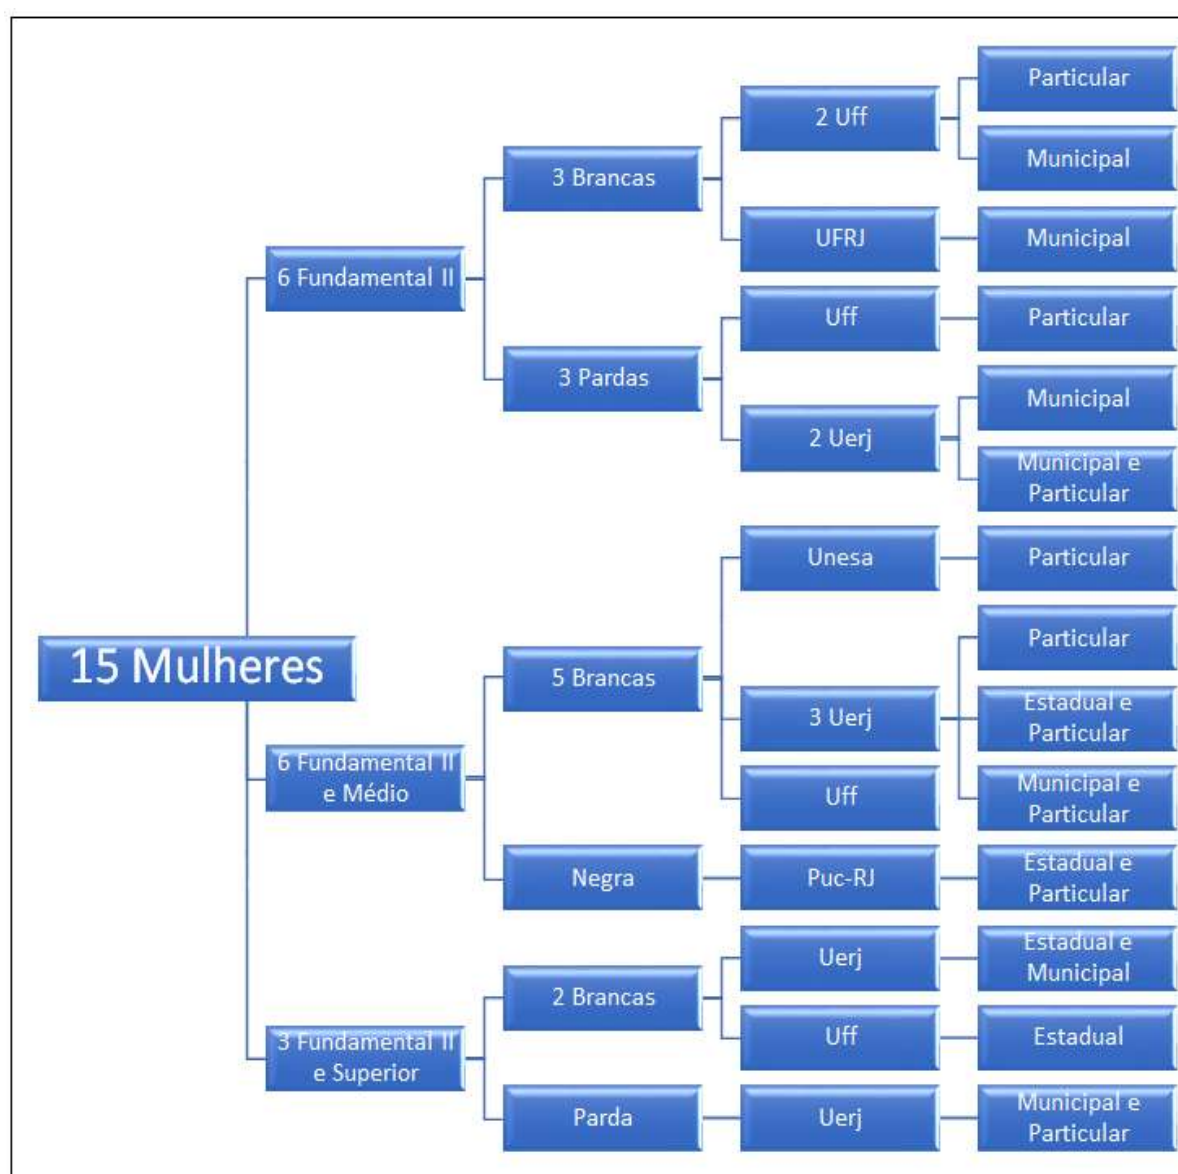 Particular
2 Uff
Municipal
3 Brancas
UFRJ
Municipal
6 Fundamental II
Uff
Particular
3 Pardas
Municipal
2 Uerj
Municipal e
Particular
Unesa
Particular
Particular
15 Mulheres
5 Brancas
3 Uerj
Estadual e
Particular
6 Fundamental II
e Médio
Uff
Municipal e
Particular
Negra
Puc-RJ
Estadual e
Particular
Uerj
Estadual e
Municipal
2 Brancas
Uff
Estadual
3 Fundamental II
e Superior
Parda
Uerj
Municipal e
Particular